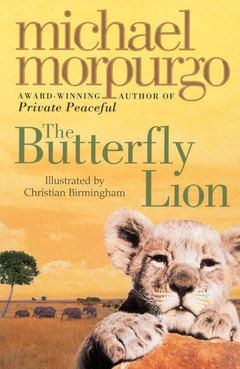 michael
morpurgo
AWARD-WINNING AUTHOR OF
Private Peaceful
The
Butterfly
Lion
Illustrated by
Christian Birmingham